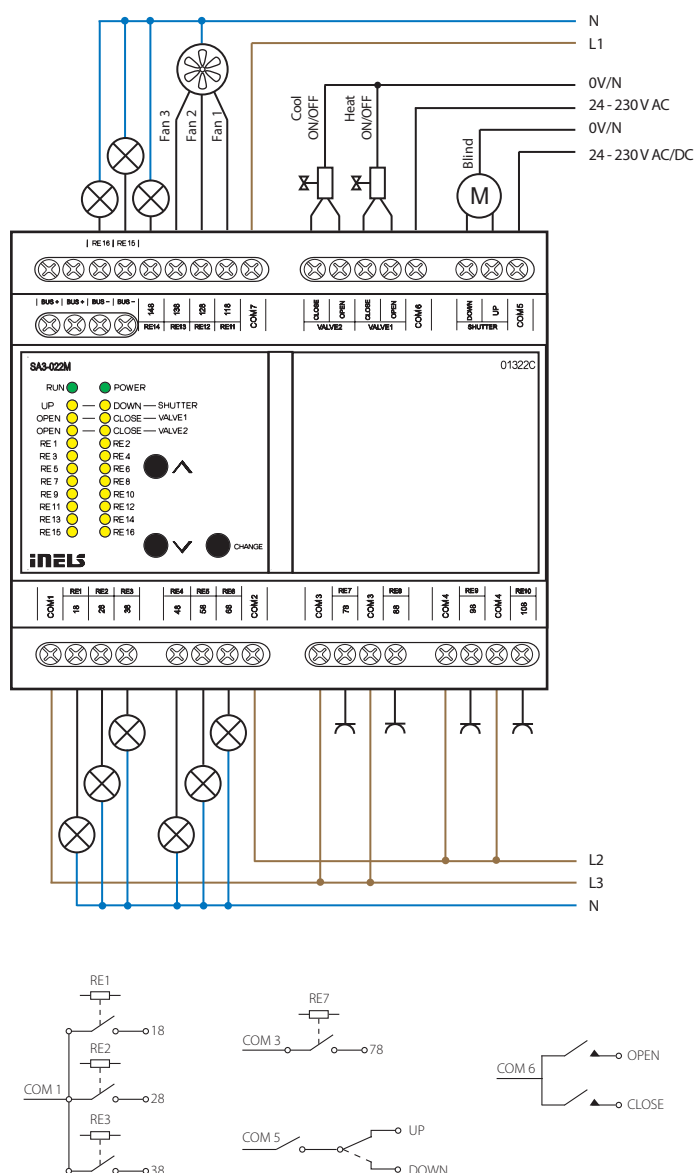 N
L1
0V/N
24 - 230 V AC
0V/N
24 - 230 V AC/DC
Fan 3
Fan 2
Fan 1
Cool
ON/OFF
Heat
ON/OFF
Blind
M
RE16 RE15
BUS + BUS + BUS - BUS -
148 138 128 118 COM7
RE14 RE13 RE12 RE11
CLOSE OPEN CLOSE OPEN COM6
VALVE2 VALVE1
DOWN UP COM5
SHUTTER
SA3-022M
01322C
RUN POWER
UP DOWN SHUTTER
OPEN CLOSE VALVE1
OPEN CLOSE VALVE2
RE 1 RE 2
RE 3 RE 4
RE 5 RE 6
RE 7 RE 8
RE 9 RE 10
RE 11 RE 12
RE 13 RE 14
RE 15 RE 16
CHANGE
iNELS
RE1 RE2 RE3 RE4 RE5 RE6 RE7 RE8 RE9 RE10
COM1 18 28 38 48 58 68 COM2 COM3 78 COM3 88 COM4 98 COM4 108
L2
L3
N
RE1
18
RE2
COM 1
28
RE3
38
RE7
COM 3
78
COM 5
UP
DOWN
COM 6
OPEN
CLOSE